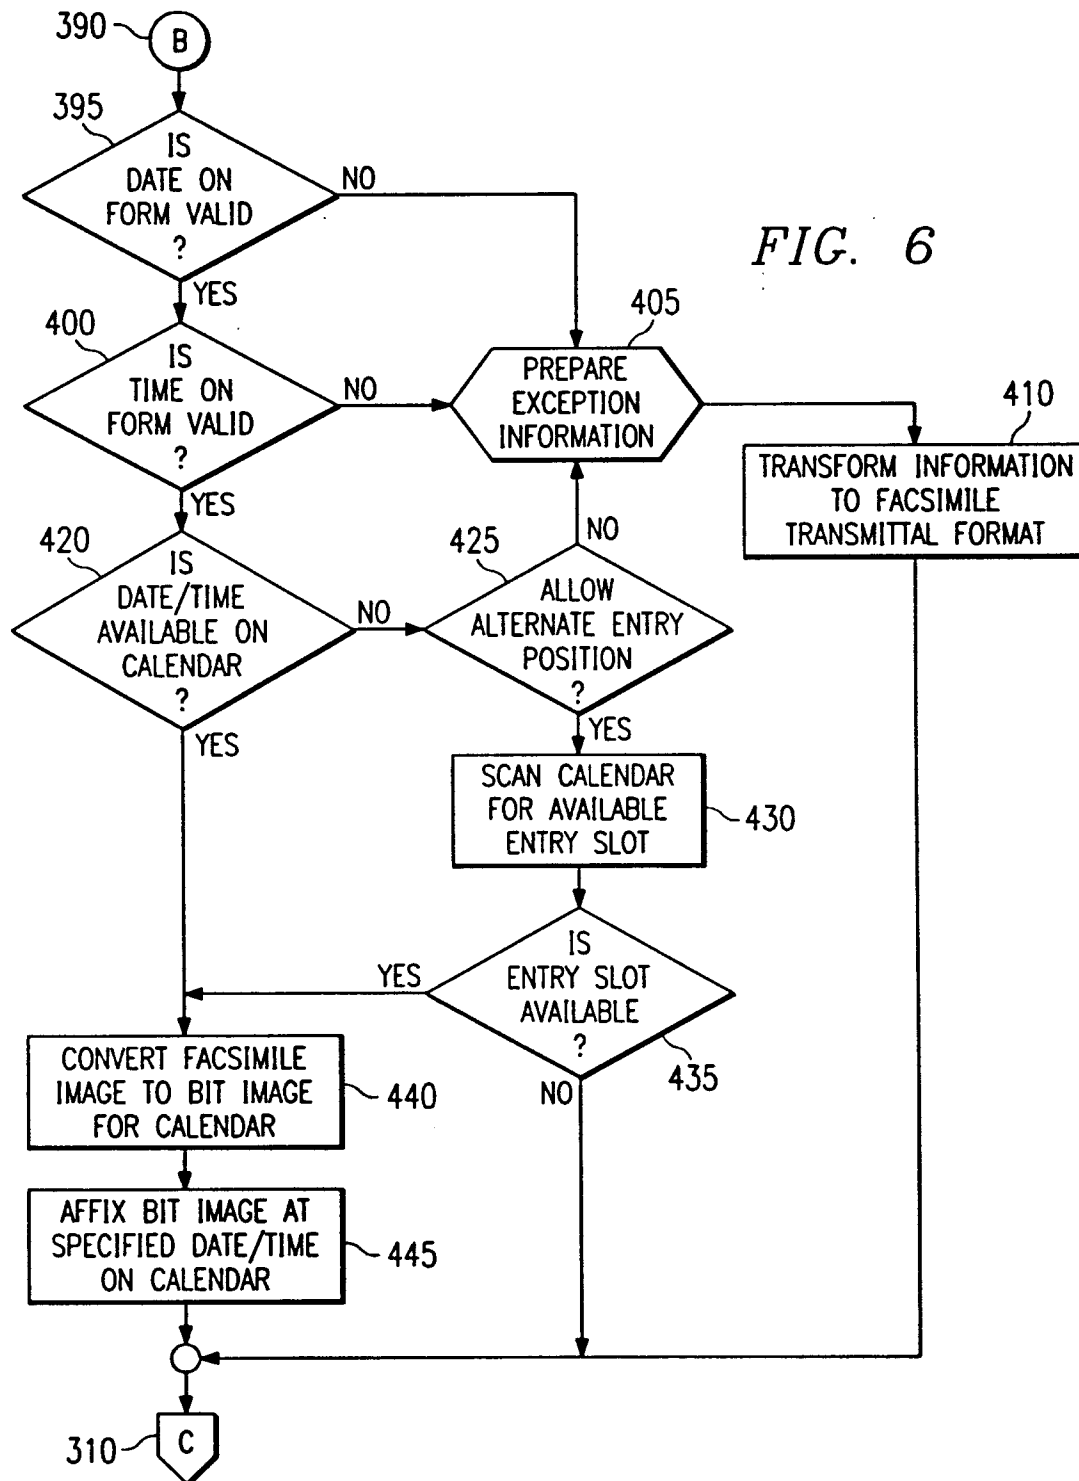 390
B
395
IS
DATE ON
FORM VALID
?
NO
YES
FIG. 6
400
IS
TIME ON
FORM VALID
?
NO
YES
405
PREPARE
EXCEPTION
INFORMATION
410
TRANSFORM INFORMATION
TO FACSIMILE
TRANSMITTAL FORMAT
420
IS
DATE/TIME
AVAILABLE ON
CALENDAR
?
NO
YES
425
NO
ALLOW
ALTERNATE ENTRY
POSITION
?
YES
SCAN CALENDAR
FOR AVAILABLE
ENTRY SLOT
430
IS
ENTRY SLOT
AVAILABLE
?
YES
NO
435
CONVERT FACSIMILE
IMAGE TO BIT IMAGE
FOR CALENDAR
440
AFFIX BIT IMAGE AT
SPECIFIED DATE/TIME
ON CALENDAR
445
310
C